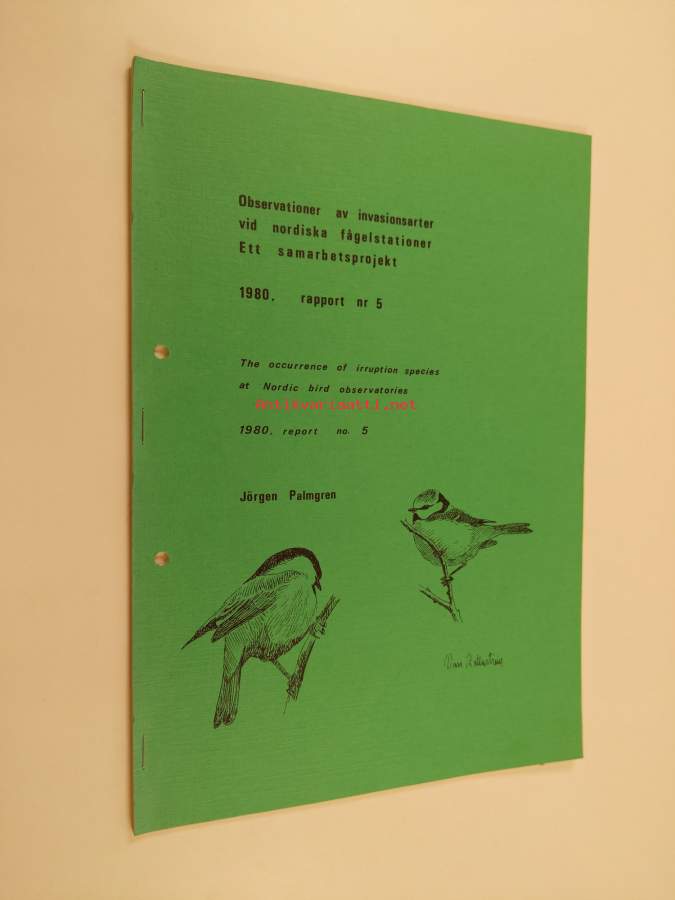 Observationer av invasionsarter
vid nordiska fågelstationer
Ett samarbetsprojekt
1980. rapport nr 5
The occurrence of irruption species
at Nordic bird observatories
Antikvariaatti.net
1980. report no. 5
Jörgen Palmgren